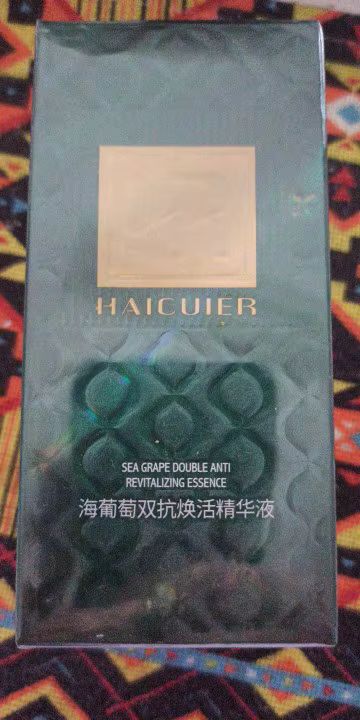 HAICUIER
SEA GRAPE DOUBLE ANTI
REVITALIZING ESSENCE
海葡萄双抗焕活精华液